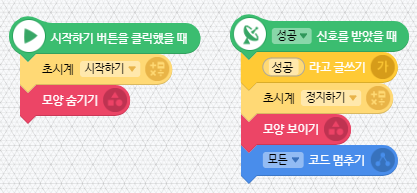 시작하기 버튼을 클릭했을 때
초시계 시작하기
모양 숨기기
성공 신호를 받았을 때
성공 라고 글쓰기 가
초시계 정지하기
모양 보이기
모든 코드 멈추기